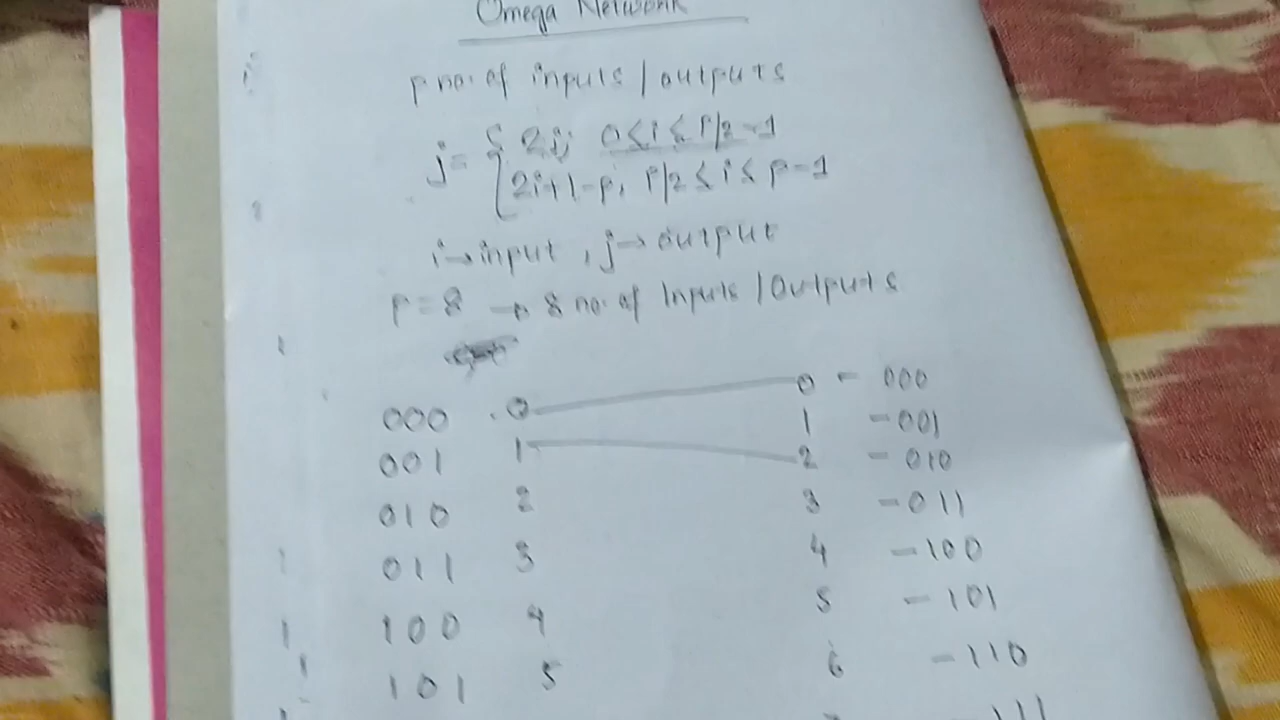 Omega Network
p no. of inputs / outputs
j = { 2i, 0 ≤ i ≤ P/2 - 1
2i+1-p, P/2 ≤ i ≤ p-1
i → input , j → output
P = 8 → 8 no. of Inputs / Outputs
000 0 0 - 000
001 1 1 - 001
010 2 2 - 010
011 3 3 - 011
100 4 4 - 100
101 5 5 - 101
6 - 110
111